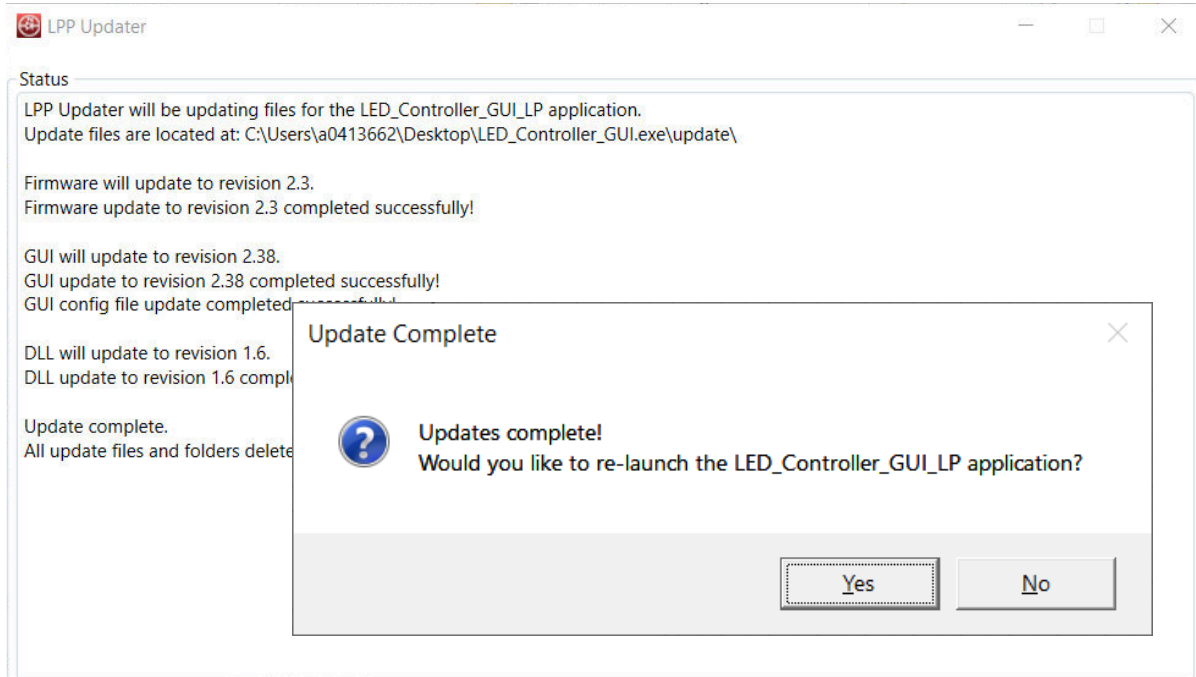 LPP Updater
Status
LPP Updater will be updating files for the LED_Controller_GUI_LP application.
Update files are located at: C:\Users\a0413662\Desktop\LED_Controller_GUI.exe\update\
Firmware will update to revision 2.3.
Firmware update to revision 2.3 completed successfully!
GUI will update to revision 2.38.
GUI update to revision 2.38 completed successfully!
GUI config file update completed
DLL will update to revision 1.6.
DLL update to revision 1.6
Update complete.
All update files and folders
Update Complete
Updates complete!
Would you like to re-launch the LED_Controller_GUI_LP application?
Yes
No